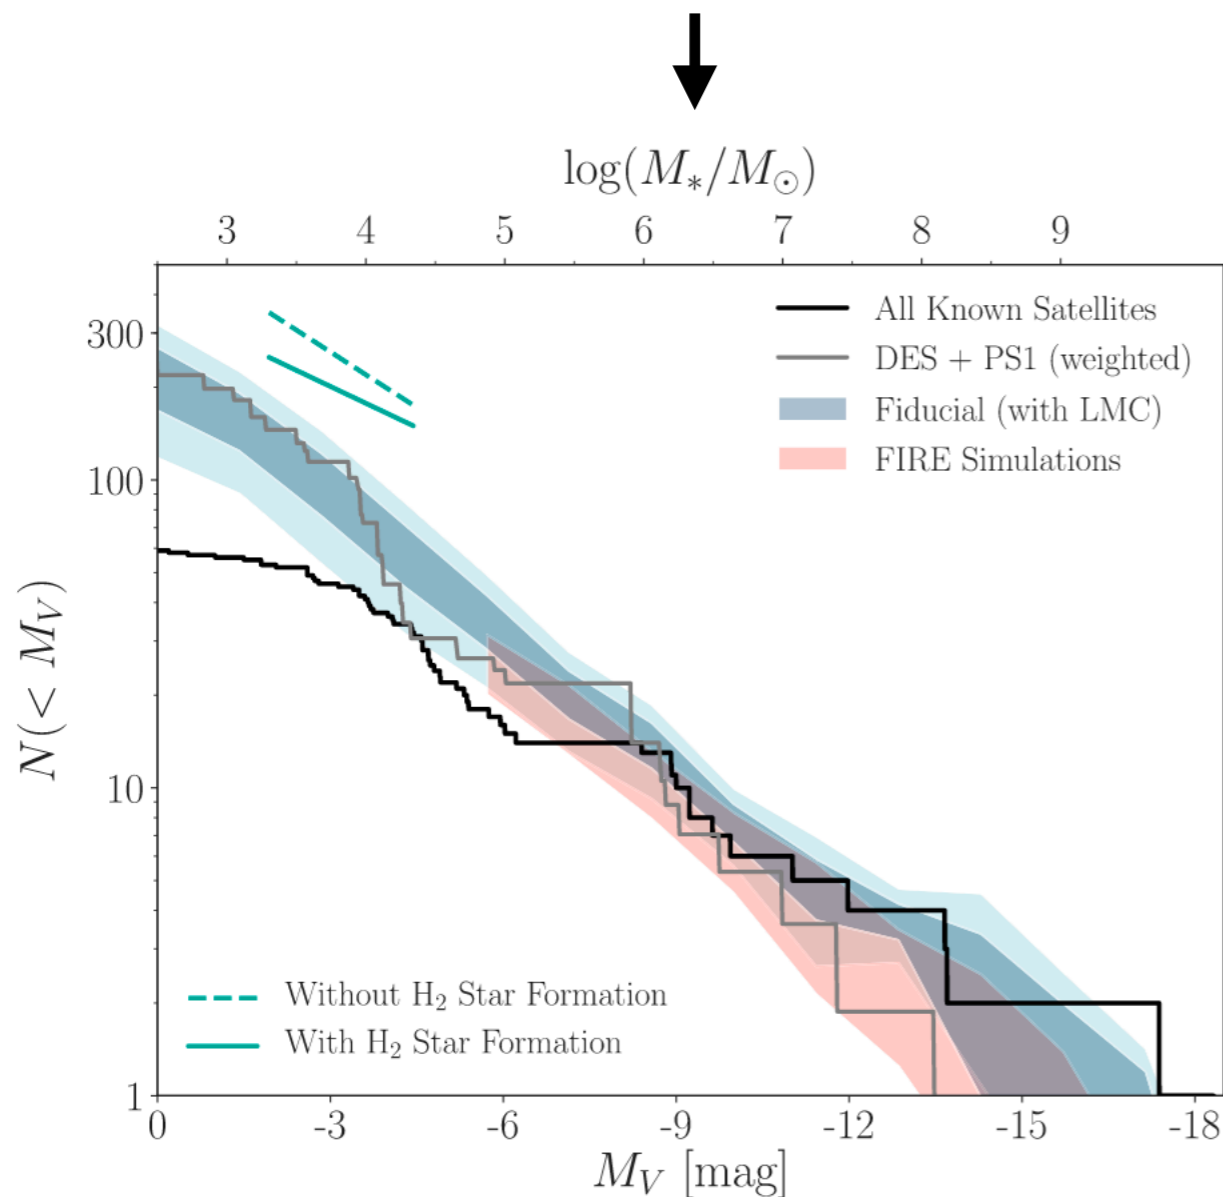 log(M*/M⊙)
3 4 5 6 7 8 9
All Known Satellites
DES + PS1 (weighted)
Fiducial (with LMC)
FIRE Simulations
300
100
10
1
N(< M_V)
Without H₂ Star Formation
With H₂ Star Formation
0 -3 -6 -9 -12 -15 -18
M_V [mag]